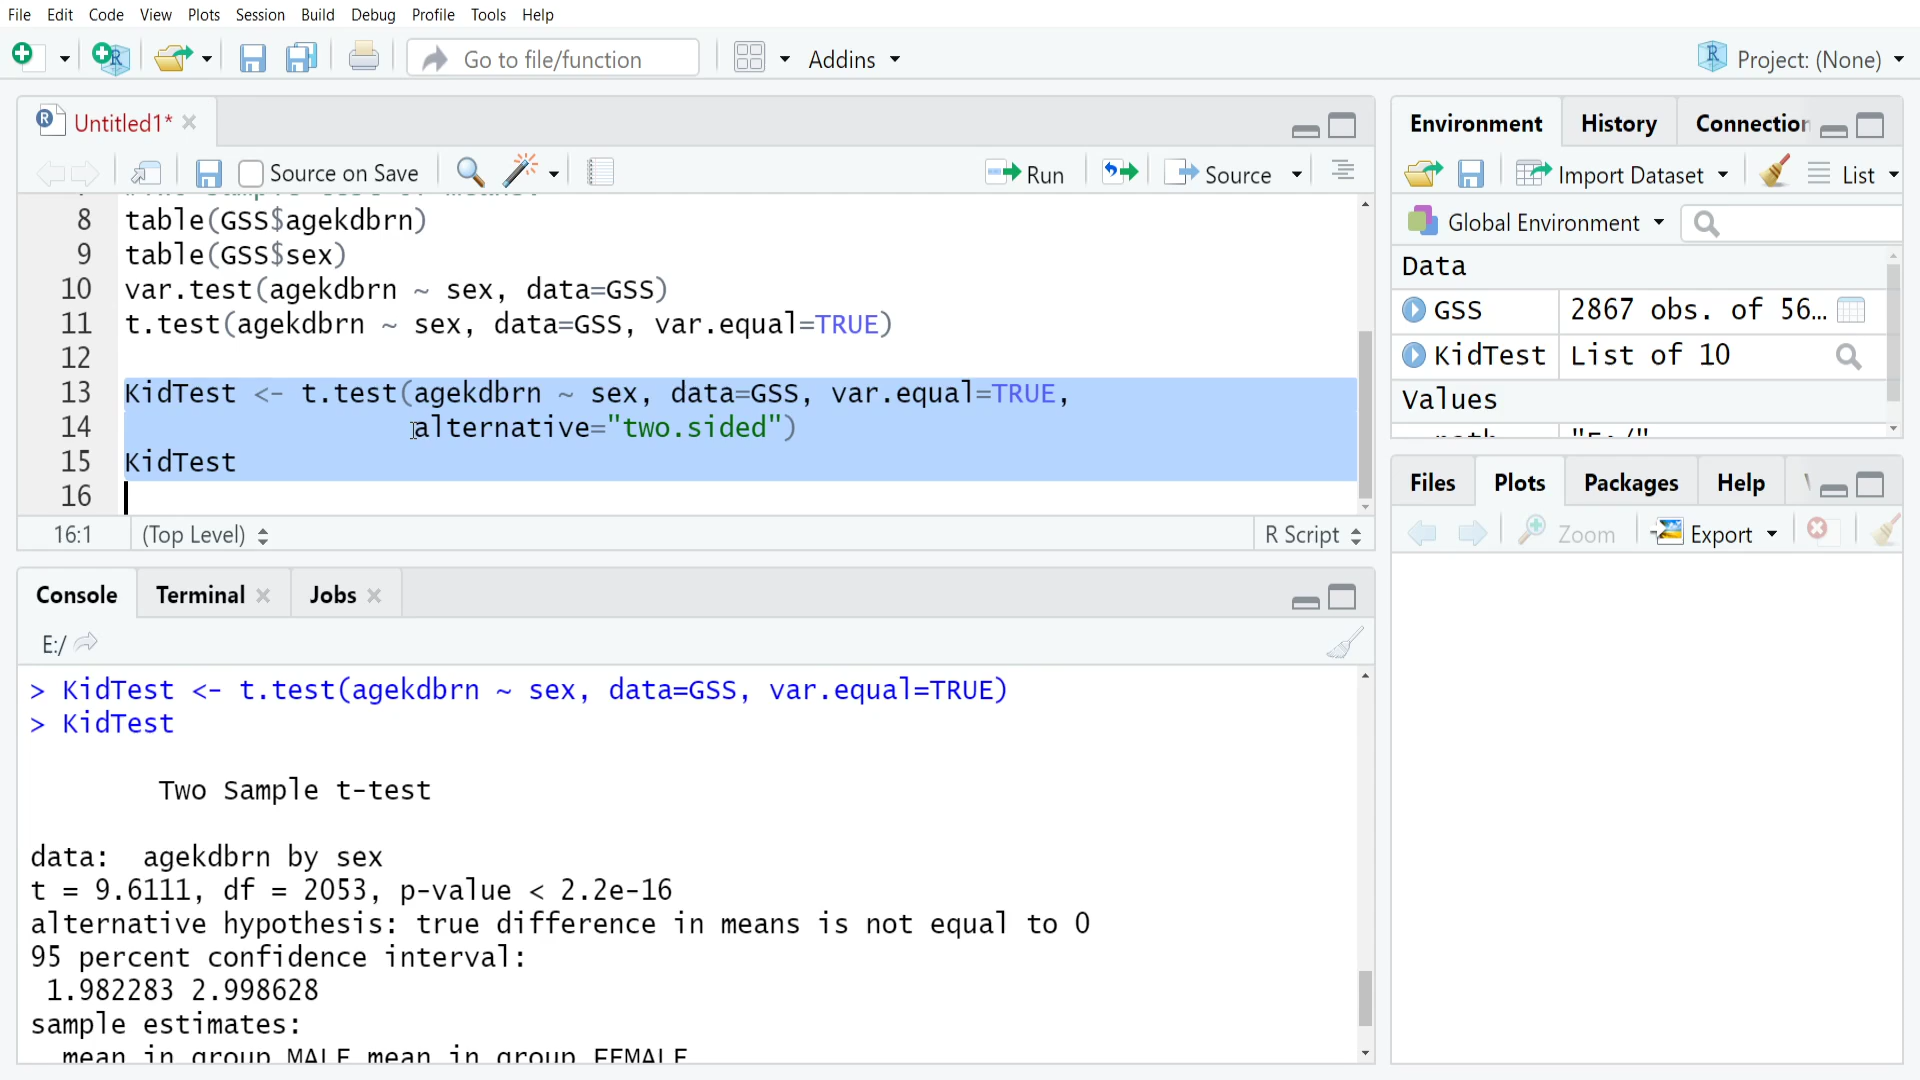 File Edit Code View Plots Session Build Debug Profile Tools Help
Go to file/function Addins Project: (None)
Untitled1*
Source on Save Run Source
8 table(GSS$agekdbrn)
9 table(GSS$sex)
10 var.test(agekdbrn ~ sex, data=GSS)
11 t.test(agekdbrn ~ sex, data=GSS, var.equal=TRUE)
12
13 KidTest <- t.test(agekdbrn ~ sex, data=GSS, var.equal=TRUE,
14 alternative="two.sided")
15 KidTest
16
16:1 (Top Level) R Script
Console Terminal Jobs
E:/
> KidTest <- t.test(agekdbrn ~ sex, data=GSS, var.equal=TRUE)
> KidTest
Two Sample t-test
data: agekdbrn by sex
t = 9.6111, df = 2053, p-value < 2.2e-16
alternative hypothesis: true difference in means is not equal to 0
95 percent confidence interval:
1.982283 2.998628
sample estimates:
mean in group MALE mean in group FEMALE
Environment History Connection
Import Dataset List
Global Environment
Data
GSS 2867 obs. of 56…
KidTest List of 10
Values
Files Plots Packages Help
Zoom Export